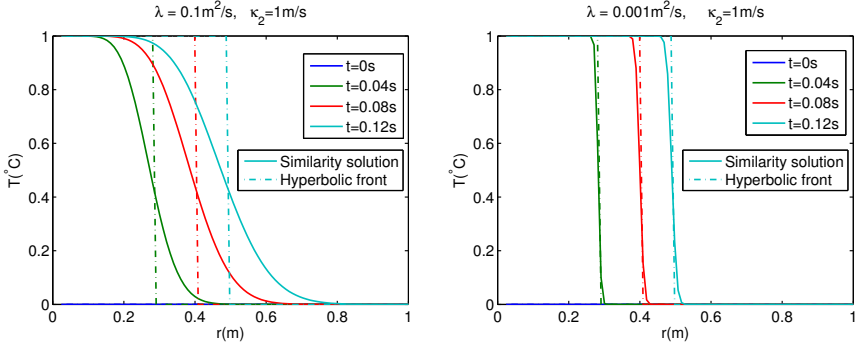 λ = 0.1m²/s, κ₂=1m/s
T(°C)
1
0.8
0.6
0.4
0.2
0
0 0.2 0.4 0.6 0.8 1
r(m)
t=0s
t=0.04s
t=0.08s
t=0.12s
Similarity solution
Hyperbolic front
λ = 0.001m²/s, κ₂=1m/s
T(°C)
1
0.8
0.6
0.4
0.2
0
0 0.2 0.4 0.6 0.8 1
r(m)
t=0s
t=0.04s
t=0.08s
t=0.12s
Similarity solution
Hyperbolic front